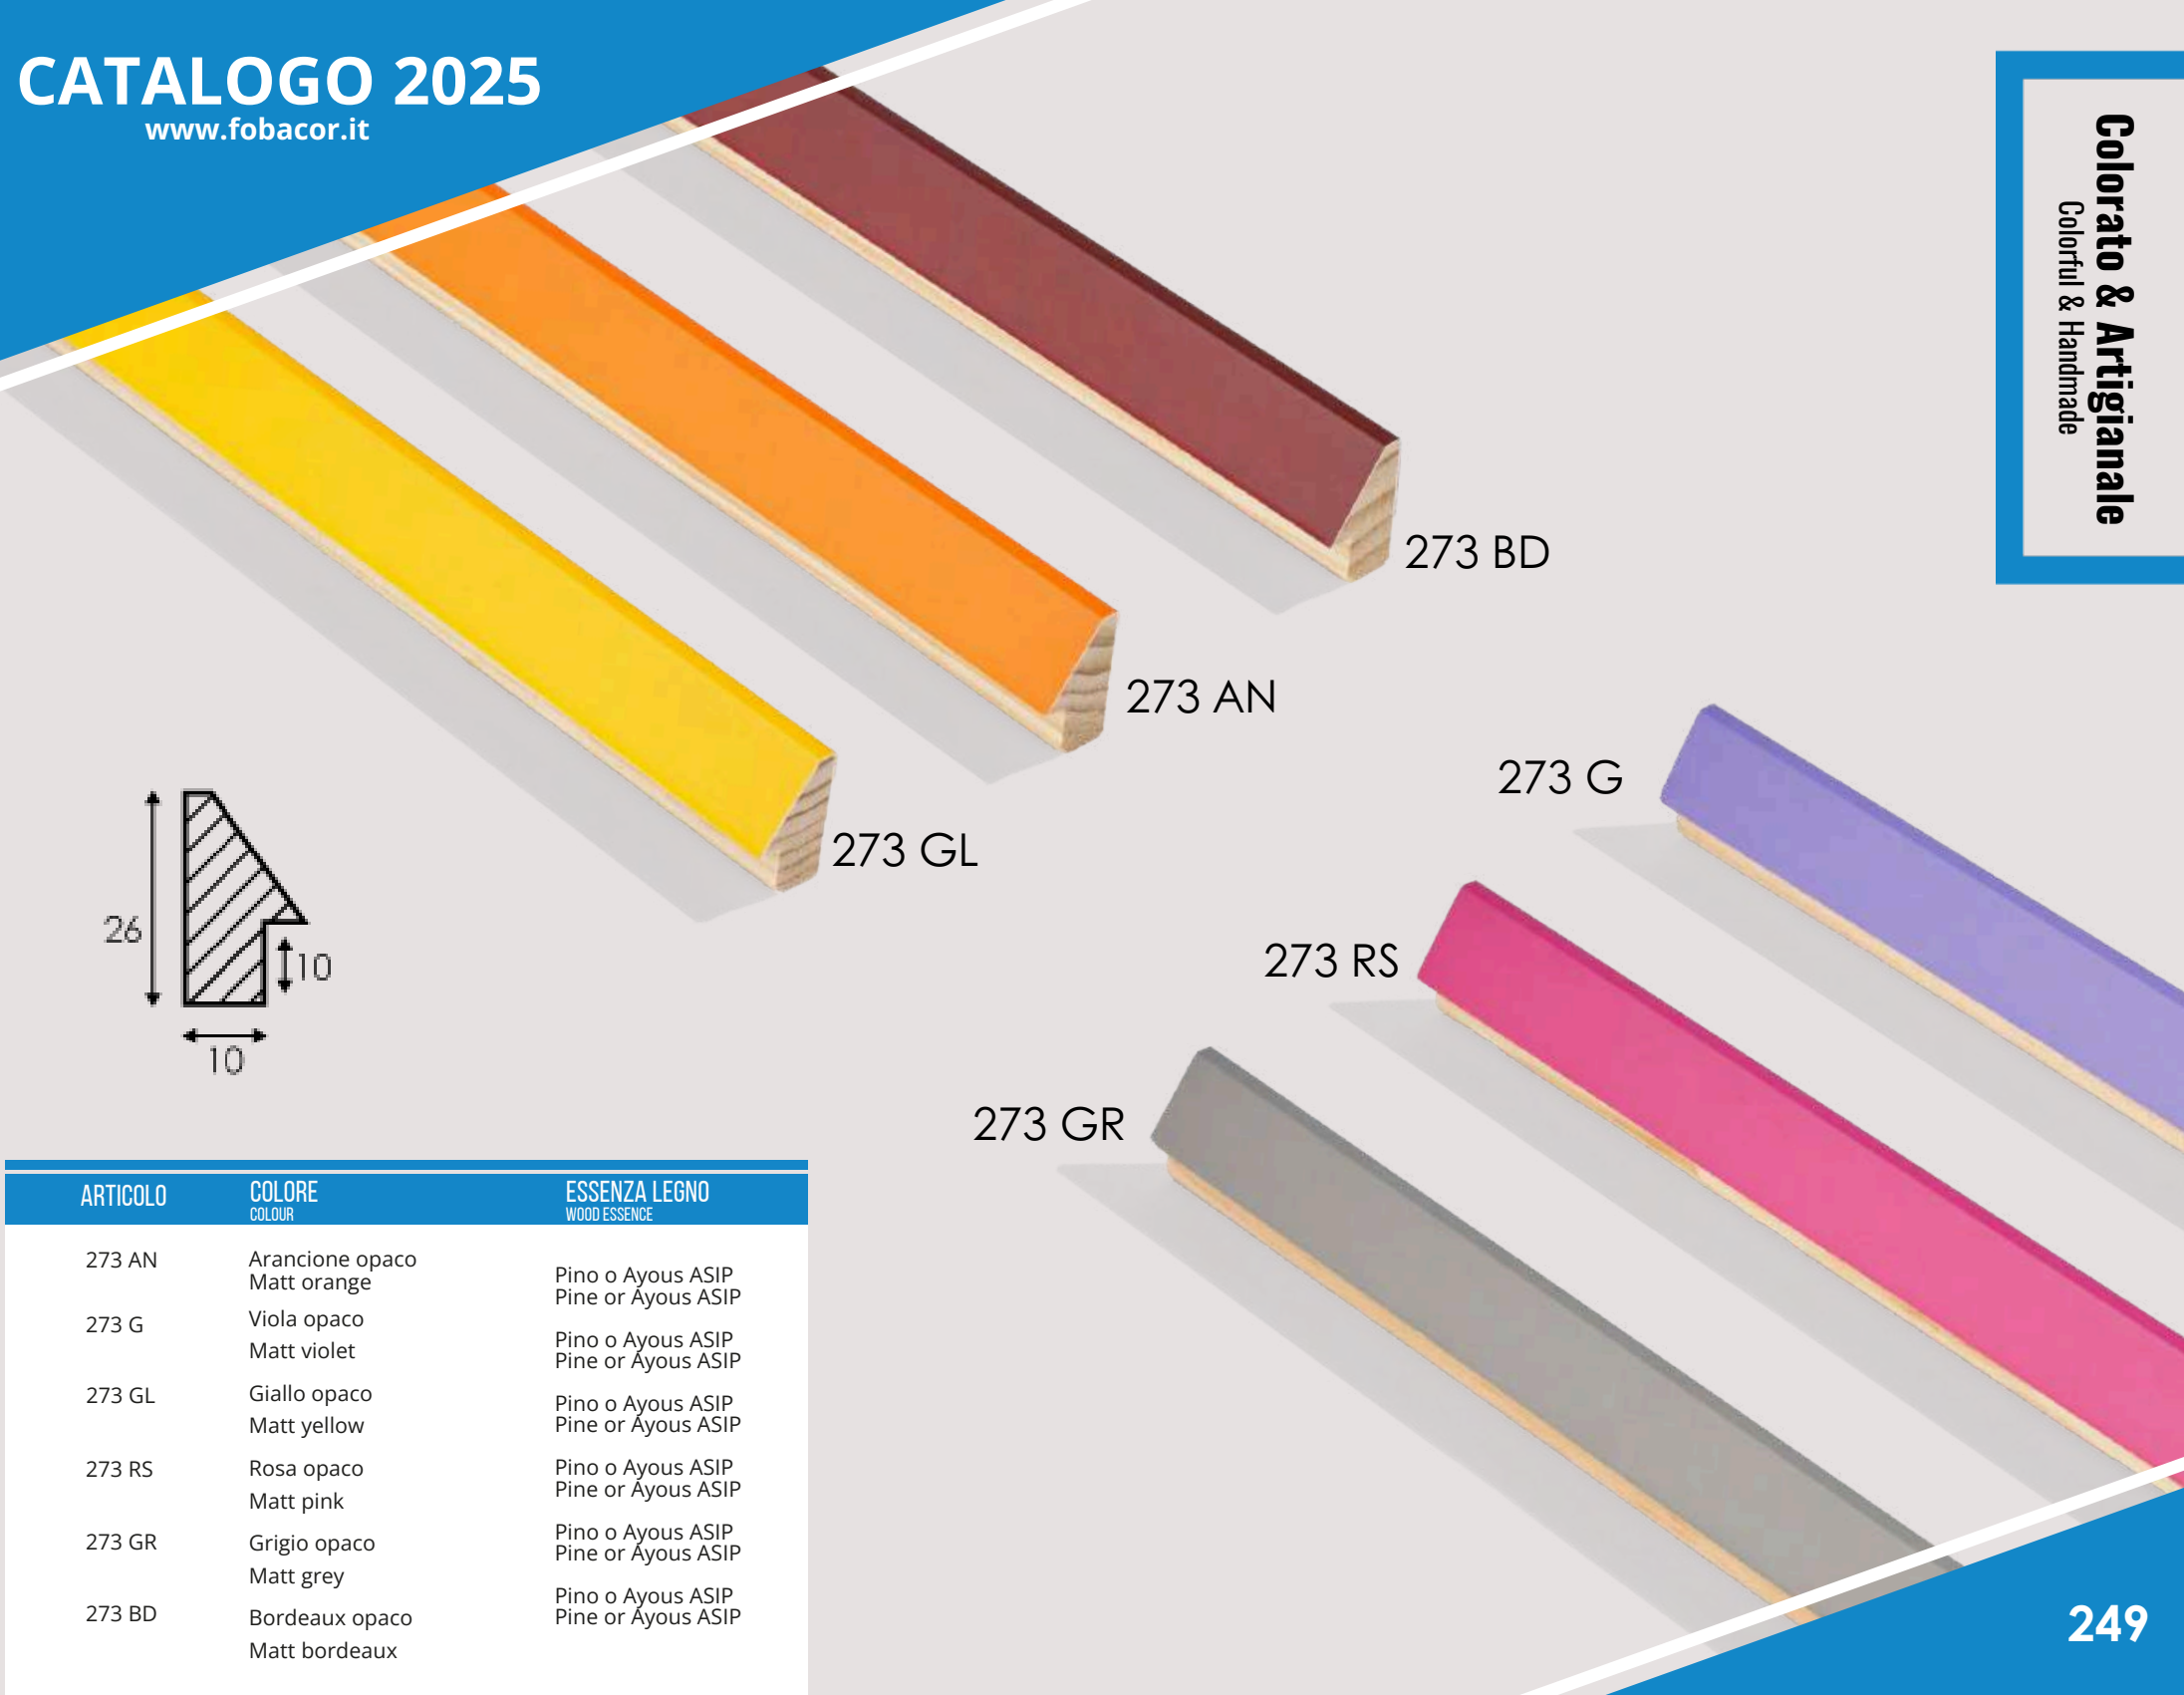 CATALOGO 2025
www.fobacor.it
Colorato & Artigianale
Colorful & Handmade
273 BD
273 AN
273 GL
273 G
273 RS
273 GR
26
10
10
ARTICOLO COLORE ESSENZA LEGNO
COLOUR WOOD ESSENCE
273 AN Arancione opaco Pino o Ayous ASIP
Matt orange Pine or Ayous ASIP
273 G Viola opaco Pino o Ayous ASIP
Matt violet Pine or Ayous ASIP
273 GL Giallo opaco Pino o Ayous ASIP
Matt yellow Pine or Ayous ASIP
273 RS Rosa opaco Pino o Ayous ASIP
Matt pink Pine or Ayous ASIP
273 GR Grigio opaco Pino o Ayous ASIP
Matt grey Pine or Ayous ASIP
273 BD Bordeaux opaco Pino o Ayous ASIP
Matt bordeaux Pine or Ayous ASIP
249